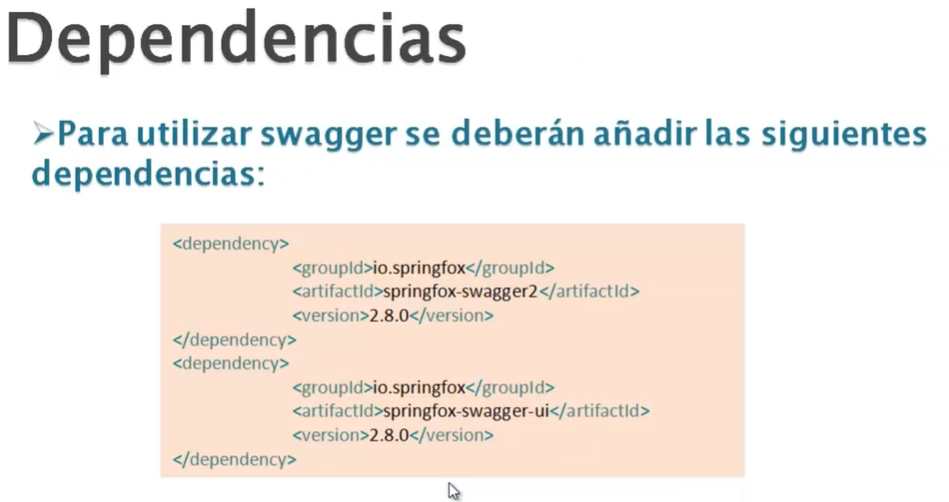 Dependencias
➢Para utilizar swagger se deberán añadir las siguientes
dependencias:
<dependency>
<groupId>io.springfox</groupId>
<artifactId>springfox-swagger2</artifactId>
<version>2.8.0</version>
</dependency>
<dependency>
<groupId>io.springfox</groupId>
<artifactId>springfox-swagger-ui</artifactId>
<version>2.8.0</version>
</dependency>